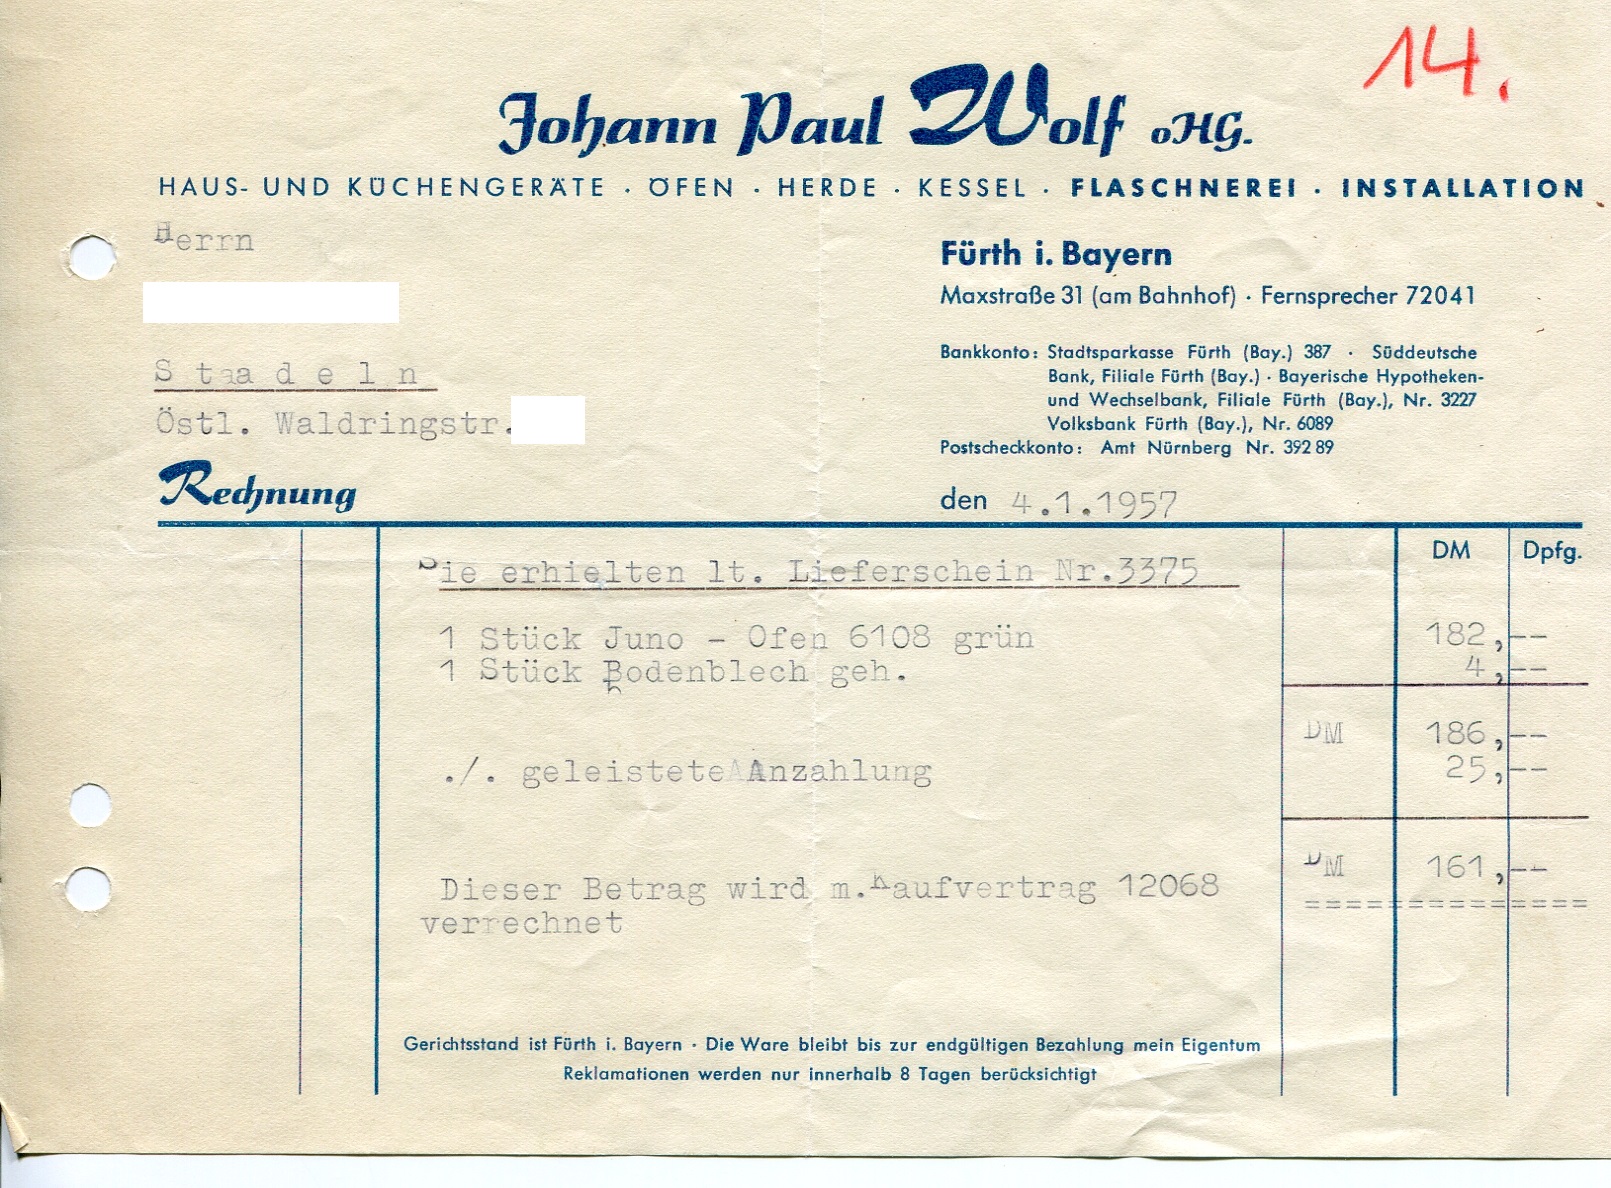 14.
Johann Paul Wolf oHG.
HAUS- UND KÜCHENGERÄTE · ÖFEN · HERDE · KESSEL · FLASCHNEREI · INSTALLATION
Herrn
Staadeln
Östl. Waldringstr.
Fürth i. Bayern
Maxstraße 31 (am Bahnhof) · Fernsprecher 72041
Bankkonto: Stadtsparkasse Fürth (Bay.) 387 · Süddeutsche
Bank, Filiale Fürth (Bay.) · Bayerische Hypotheken-
und Wechselbank, Filiale Fürth (Bay.), Nr. 3227
Volksbank Fürth (Bay.), Nr. 6089
Postscheckkonto: Amt Nürnberg Nr. 392 89
Rechnung
den 4.1.1957
DM Dpfg.
Sie erhielten lt. Lieferschein Nr.3375
1 Stück Juno - Ofen 6108 grün 182,--
1 Stück Bodenblech geh. 4,--
DM 186,--
./. geleistete Anzahlung 25,--
DM 161,--
Dieser Betrag wird m.Kaufvertrag 12068
verrechnet
==============
Gerichtsstand ist Fürth i. Bayern · Die Ware bleibt bis zur endgültigen Bezahlung mein Eigentum
Reklamationen werden nur innerhalb 8 Tagen berücksichtigt